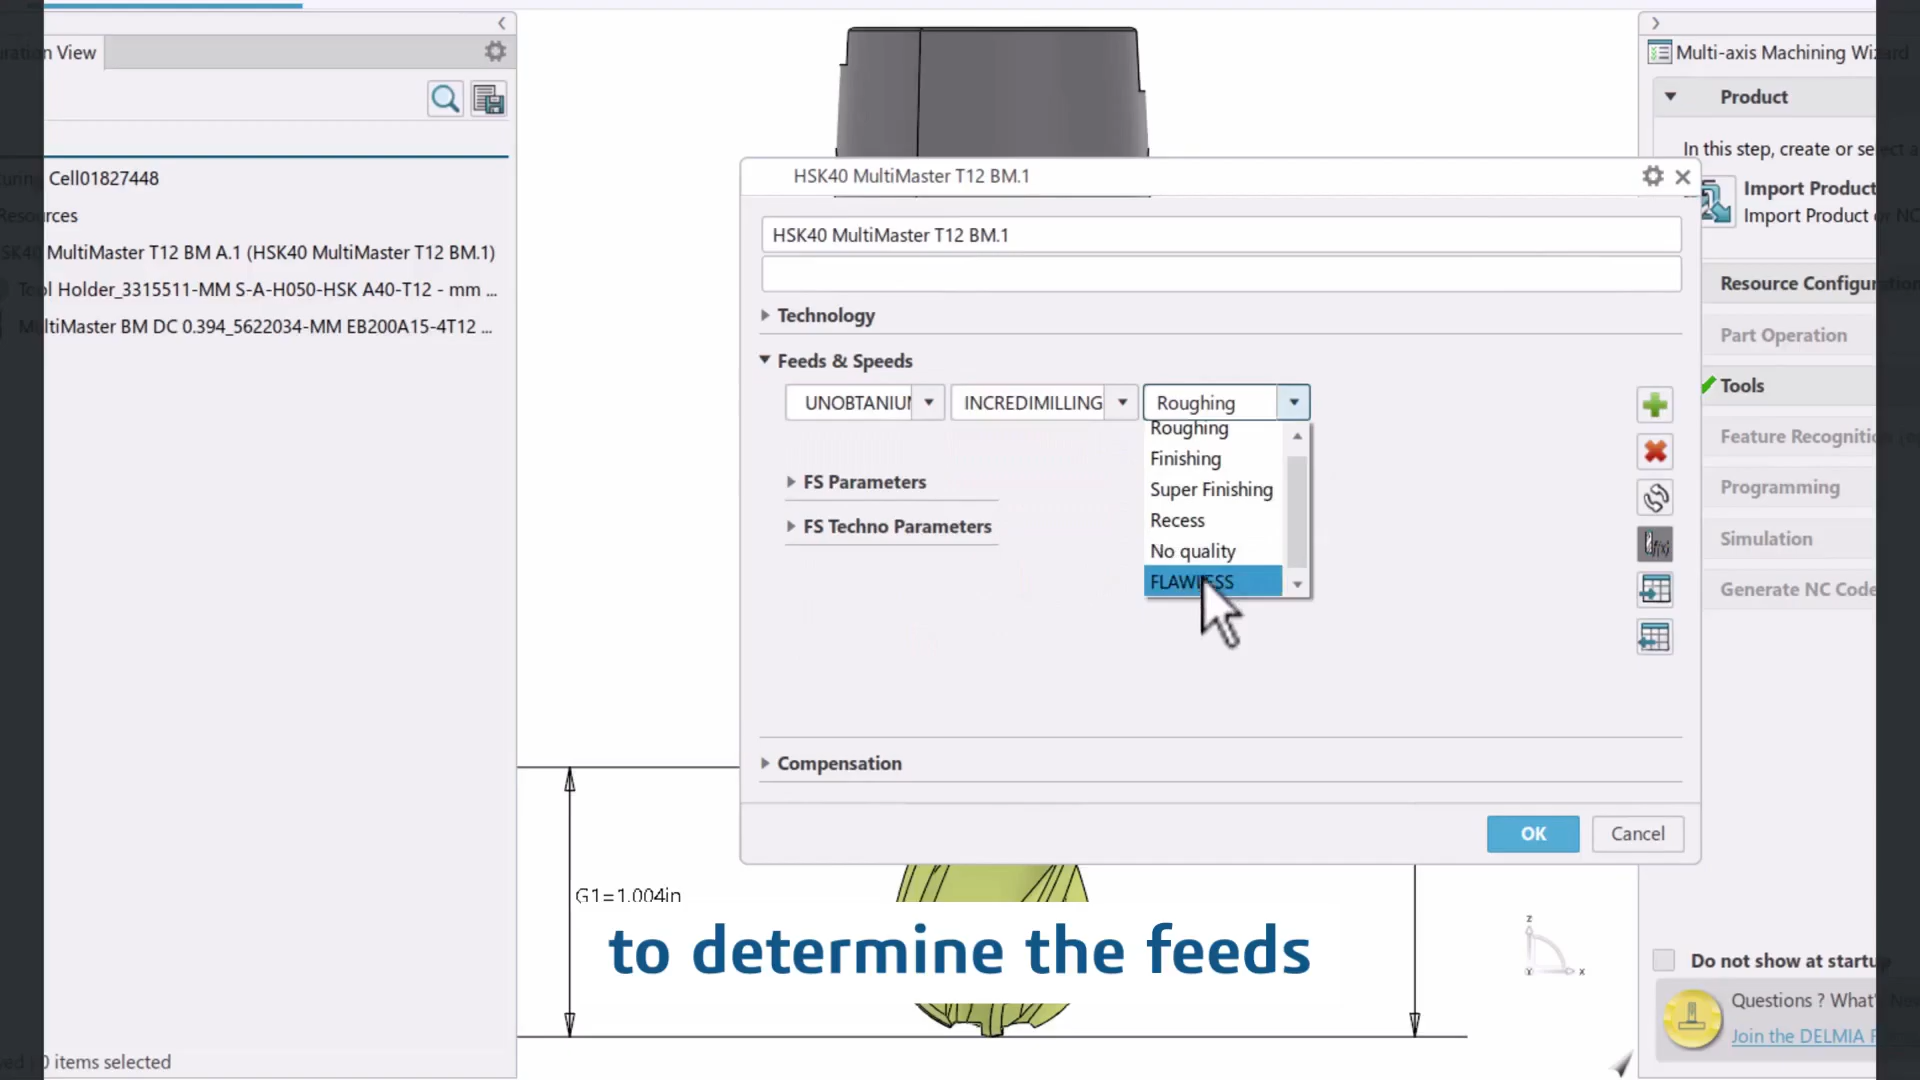 uration View
Cell01827448
Resources
SK40 MultiMaster T12 BM A.1 (HSK40 MultiMaster T12 BM.1)
Tool Holder_3315511-MM S-A-H050-HSK A40-T12 - mm ...
MultiMaster BM DC 0.394_5622034-MM EB200A15-4T12 ...
0 items selected
HSK40 MultiMaster T12 BM.1
HSK40 MultiMaster T12 BM.1
Technology
Feeds & Speeds
UNOBTANIU
INCREDIMILLING
Roughing
Roughing
Finishing
Super Finishing
Recess
No quality
FLAWLESS
FS Parameters
FS Techno Parameters
Compensation
OK
Cancel
G1=1.004in
to determine the feeds
z
x
Y
Multi-axis Machining Wizard
Product
In this step, create or select a
Import Product
Import Product or NC
Resource Configuration
Part Operation
Tools
Feature Recognition
Programming
Simulation
Generate NC Code
Do not show at startup
Questions ? What's New
Join the DELMIA